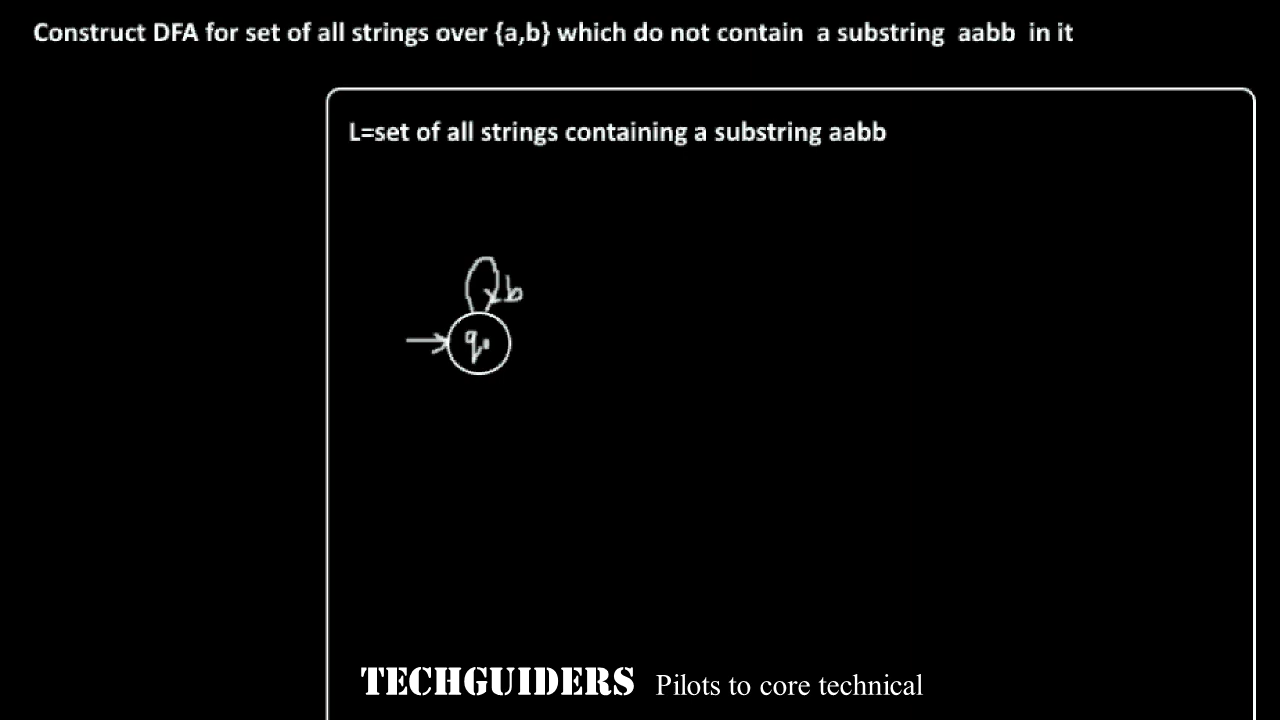 Construct DFA for set of all strings over {a,b} which do not contain a substring aabb in it
L=set of all strings containing a substring aabb
b
q0
TECHGUIDERS Pilots to core technical